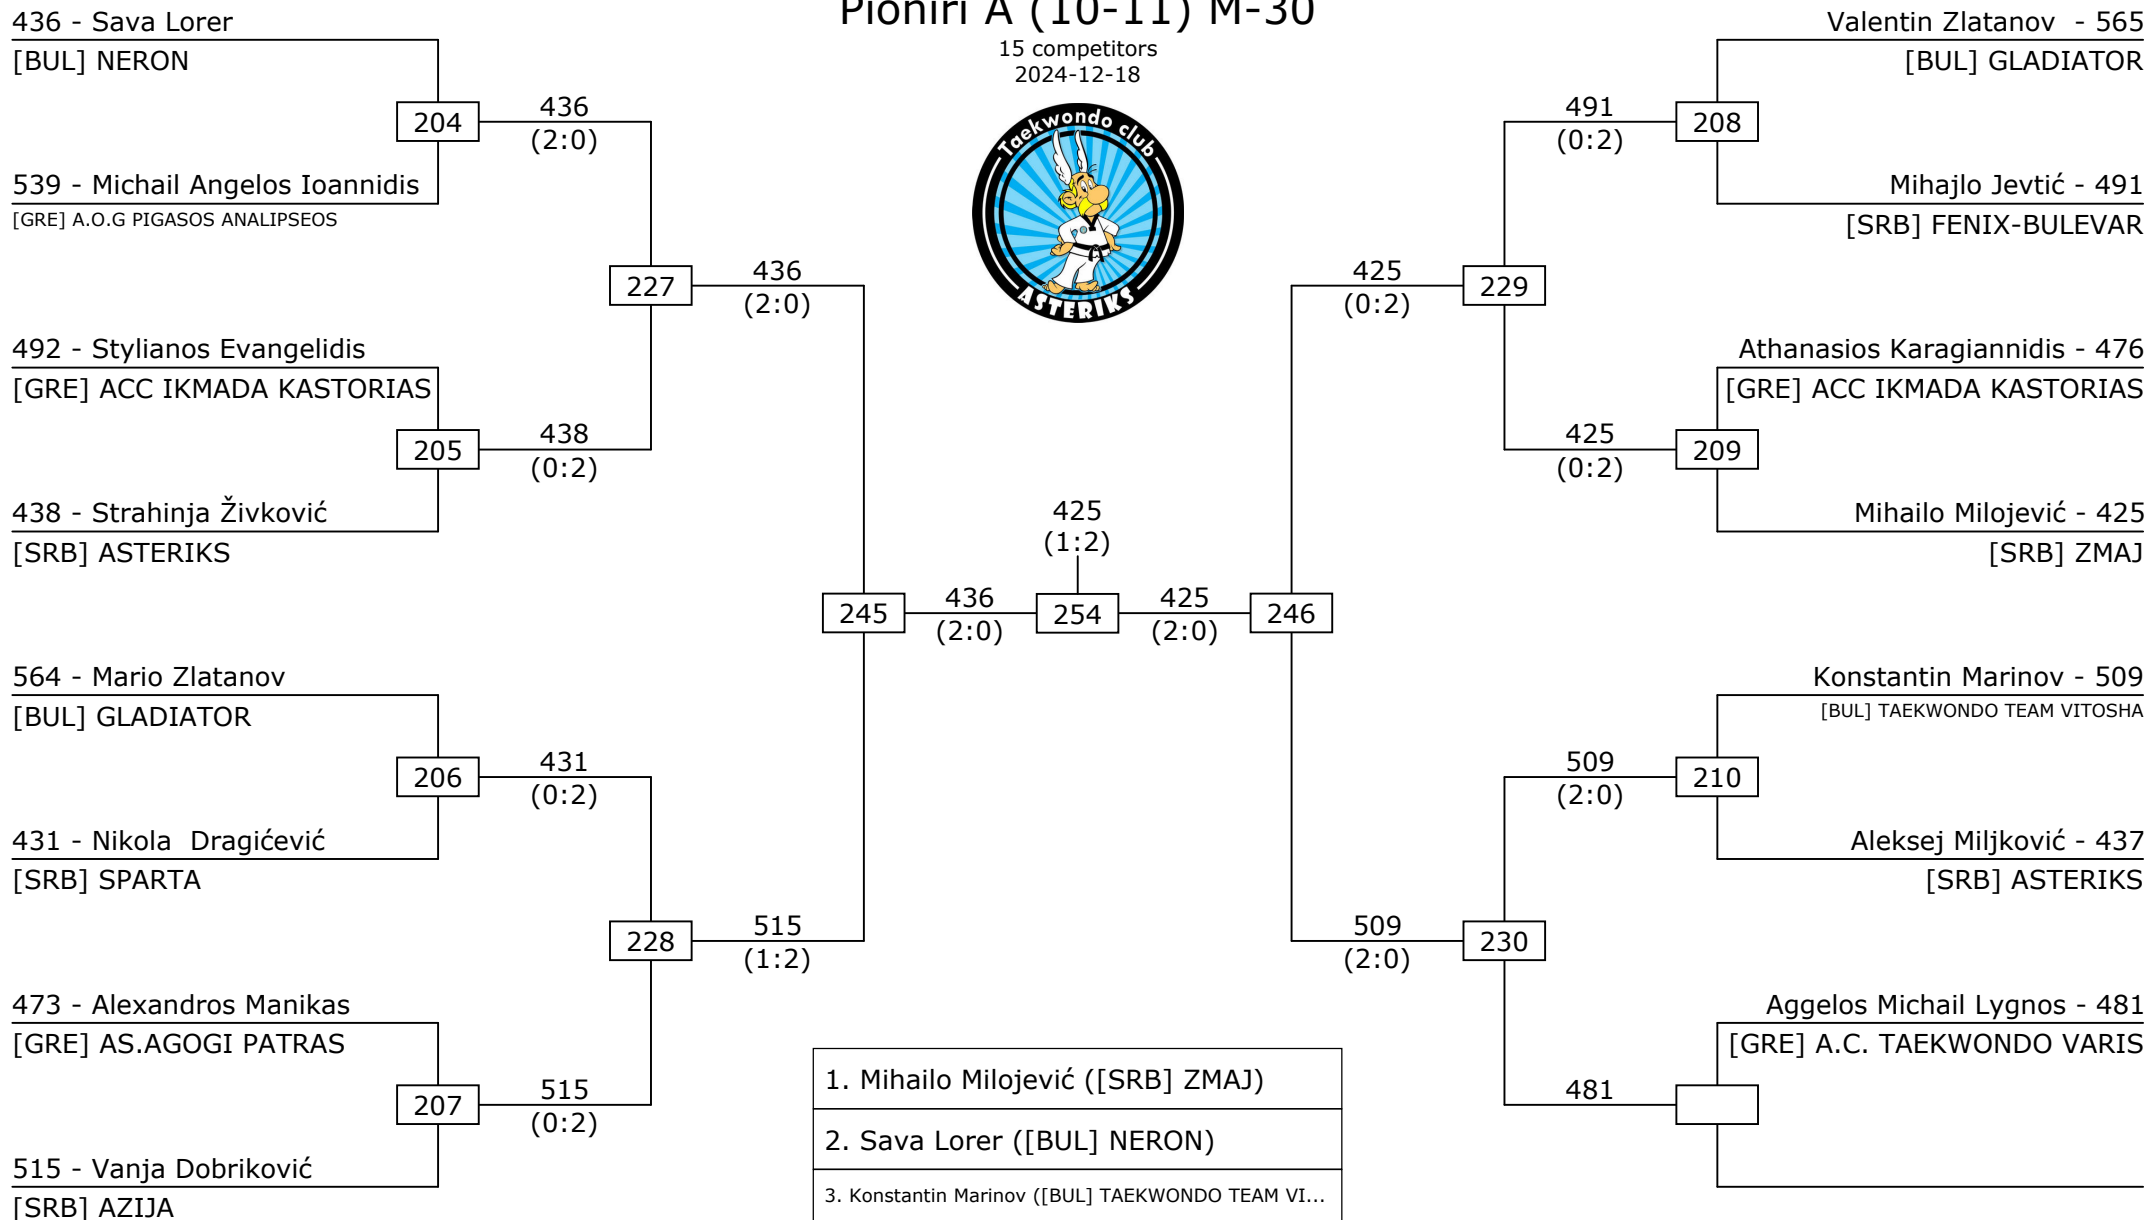 Pioniri A (10-11) M-30
15 competitors
2024-12-18
Taekwondo club
ASTERIKS
436 - Sava Lorer
[BUL] NERON
204
436
(2:0)
539 - Michail Angelos Ioannidis
[GRE] A.O.G PIGASOS ANALIPSEOS
227
436
(2:0)
492 - Stylianos Evangelidis
[GRE] ACC IKMADA KASTORIAS
205
438
(0:2)
438 - Strahinja Živković
[SRB] ASTERIKS
245
436
(2:0)
564 - Mario Zlatanov
[BUL] GLADIATOR
206
431
(0:2)
431 - Nikola  Dragićević
[SRB] SPARTA
228
515
(1:2)
473 - Alexandros Manikas
[GRE] AS.AGOGI PATRAS
207
515
(0:2)
515 - Vanja Dobriković
[SRB] AZIJA
425
(1:2)
254
Valentin Zlatanov  - 565
[BUL] GLADIATOR
491
(0:2)
208
Mihajlo Jevtić - 491
[SRB] FENIX-BULEVAR
425
(0:2)
229
Athanasios Karagiannidis - 476
[GRE] ACC IKMADA KASTORIAS
425
(0:2)
209
Mihailo Milojević - 425
[SRB] ZMAJ
425
(2:0)
246
Konstantin Marinov - 509
[BUL] TAEKWONDO TEAM VITOSHA
509
(2:0)
210
Aleksej Miljković - 437
[SRB] ASTERIKS
509
(2:0)
230
Aggelos Michail Lygnos - 481
[GRE] A.C. TAEKWONDO VARIS
481
1. Mihailo Milojević ([SRB] ZMAJ)
2. Sava Lorer ([BUL] NERON)
3. Konstantin Marinov ([BUL] TAEKWONDO TEAM VI...